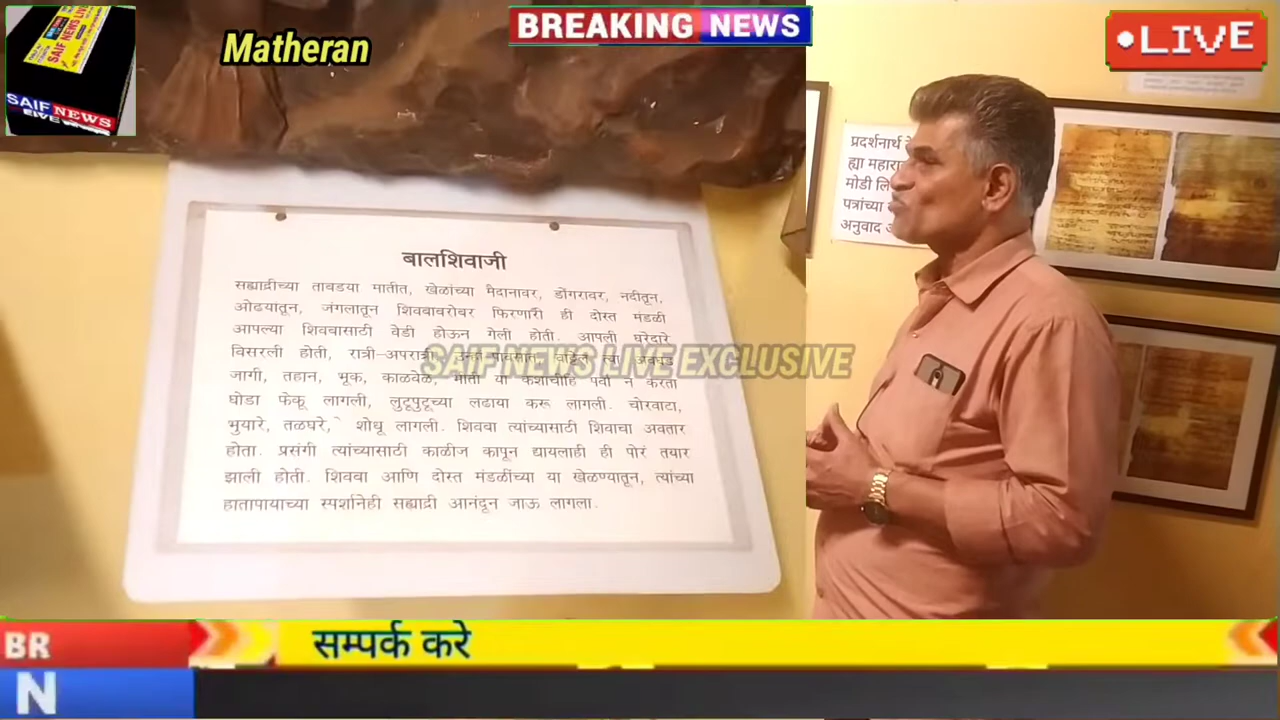 BREAKING NEWS
LIVE
Matheran
SAIF NEWS LIVE
SAIF NEWS
बालशिवाजी
सह्याद्रीच्या तावडया मातीत, खेळांच्या मैदानावर, डोंगरावर, नदीतून,
ओढयातून, जंगलातून शिवबाबरोबर फिरणारी ही दोस्त मंडळी
आपल्या शिवबासाठी वेडी होऊन गेली होती. आपली घरेदारे
विसरली होती, रात्री-अपरात्री
जागी, तहान, भूक, काळवेळ, माती या कशाचीहि पर्वा न करता
घोडा फेकू लागली, लुटूपुटूच्या लढाया करू लागली. चोरवाटा,
भुयारे, तळघरे, शोधू लागली. शिवबा त्यांच्यासाठी शिवाचा अवतार
होता. प्रसंगी त्यांच्यासाठी काळीज कापून द्यायलाही ही पोरं तयार
झाली होती. शिवबा आणि दोस्त मंडळींच्या या खेळण्यातून, त्यांच्या
हातापायाच्या स्पर्शानेही सह्याद्री आनंदून जाऊ लागला.
SAIF NEWS LIVE EXCLUSIVE
प्रदर्शनार्थ
ह्या
मोडी
पत्रांच्या
अनुवाद
BR
सम्पर्क करे
N